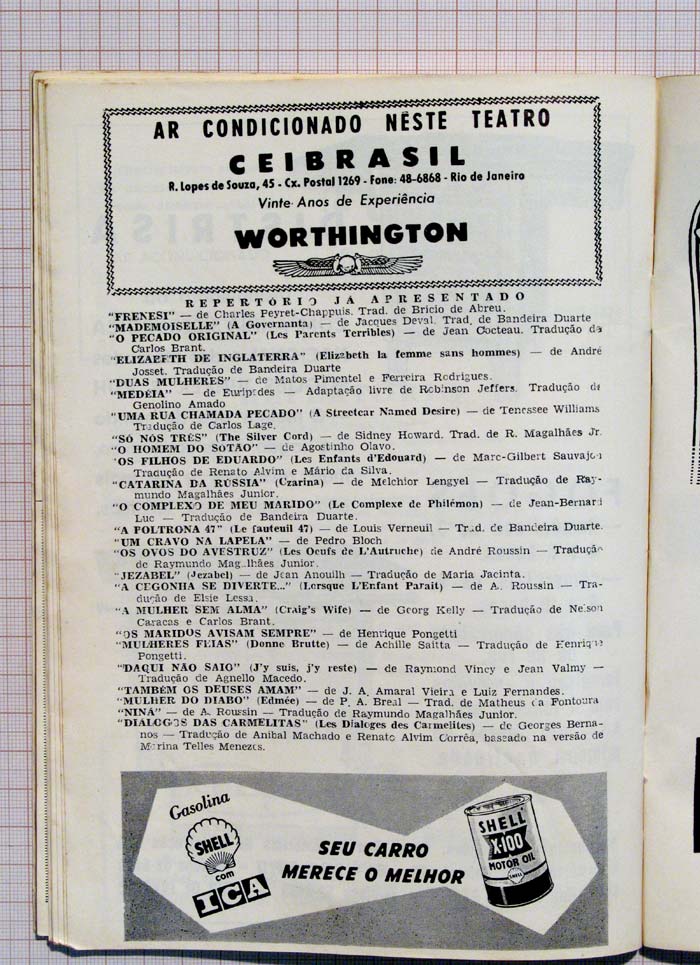 AR CONDICIONADO NESTE TEATRO
CEIBRASIL
R. Lopes de Souza, 45 - Cx. Postal 1269 - Fone: 48-6868 - Rio de Janeiro
Vinte Anos de Experiência
WORTHINGTON
REPERTÓRIO JÁ APRESENTADO
"FRENESI" — de Charles Peyret-Chappuis. Trad. de Bricio de Abreu.
"MADEMOISELLE" (A Governanta) — de Jacques Deval. Trad. de Bandeira Duarte
"O PECADO ORIGINAL" (Les Parents Terribles) — de Jean Cocteau. Tradução de
Carlos Brant.
"ELIZABETH DE INGLATERRA" (Elizabeth la femme sans hommes) — de André
Josset. Tradução de Bandeira Duarte
"DUAS MULHERES" — de Matos Pimentel e Ferreira Rodrigues.
"MEDÉIA" — de Euripedes — Adaptação livre de Robinson Jeffers. Tradução de
Genolino Amado
"UMA RUA CHAMADA PECADO" (A Streetcar Named Desire) — de Tenessee Williams
Tradução de Carlos Lage.
"SÓ NÓS TRÊS" (The Silver Cord) — de Sidney Howard. Trad. de R. Magalhães Jr.
"O HOMEM DO SOTÃO" — de Agostinho Olavo.
"OS FILHOS DE EDUARDO" (Les Enfants d'Edouard) — de Marc-Gilbert Sauvajon
Tradução de Renato Alvim e Mário da Silva.
"CATARINA DA RÚSSIA" (Czarina) — de Melchior Lengyel — Tradução de Ray-
mundo Magalhães Junior.
"O COMPLEXO DE MEU MARIDO" (Le Complexe de Philémon) — de Jean-Bernard
Luc — Tradução de Bandeira Duarte.
"A POLTRONA 47" (Le fauteuil 47) — de Louis Verneuil — Trad. de Bandeira Duarte.
"UM CRAVO NA LAPELA" — de Pedro Bloch
"OS OVOS DO AVESTRUZ" (Les Oeufs de L'Autruche) de André Roussin — Tradução
de Raymundo Magalhães Junior.
"JEZABEL" (Jezabel) — de Jean Anouilh — Tradução de Maria Jacinta.
"A CEGONHA SE DIVERTE..." (Lorsque L'Enfant Parait) — de A. Roussin — Tra-
dução de Elsie Lessa.
"A MULHER SEM ALMA" (Craig's Wife) — de Georg Kelly — Tradução de Nelson
Caracas e Carlos Brant.
"OS MARIDOS AVISAM SEMPRE" — de Henrique Pongetti
"MULHERES FEIAS" (Donne Brutte) — de Achille Saitta — Tradução de Henrique
Pongetti.
"DAQUI NÃO SAIO" (J'y suis, j'y reste) — de Raymond Vincy e Jean Valmy —
Tradução de Agnello Macedo.
"TAMBÉM OS DEUSES AMAM" — de J. A. Amaral Vieira e Luiz Fernandes.
"MULHER DO DIABO" (Edmée) — de P. A. Breal — Trad. de Matheus da Fontoura
"NINA" — de A. Roussin — Tradução de Raymundo Magalhães Junior.
"DIALOGOS DAS CARMELITAS" (Les Dialoges des Carmelites) — de Georges Berna-
nos — Tradução de Anibal Machado e Renato Alvim Corrêa, baseado na versão de
Marina Telles Menezes.
Gasolina
SHELL
com
ICA
SEU CARRO
MERECE O MELHOR
SHELL
X-100
MOTOR OIL
SHELL